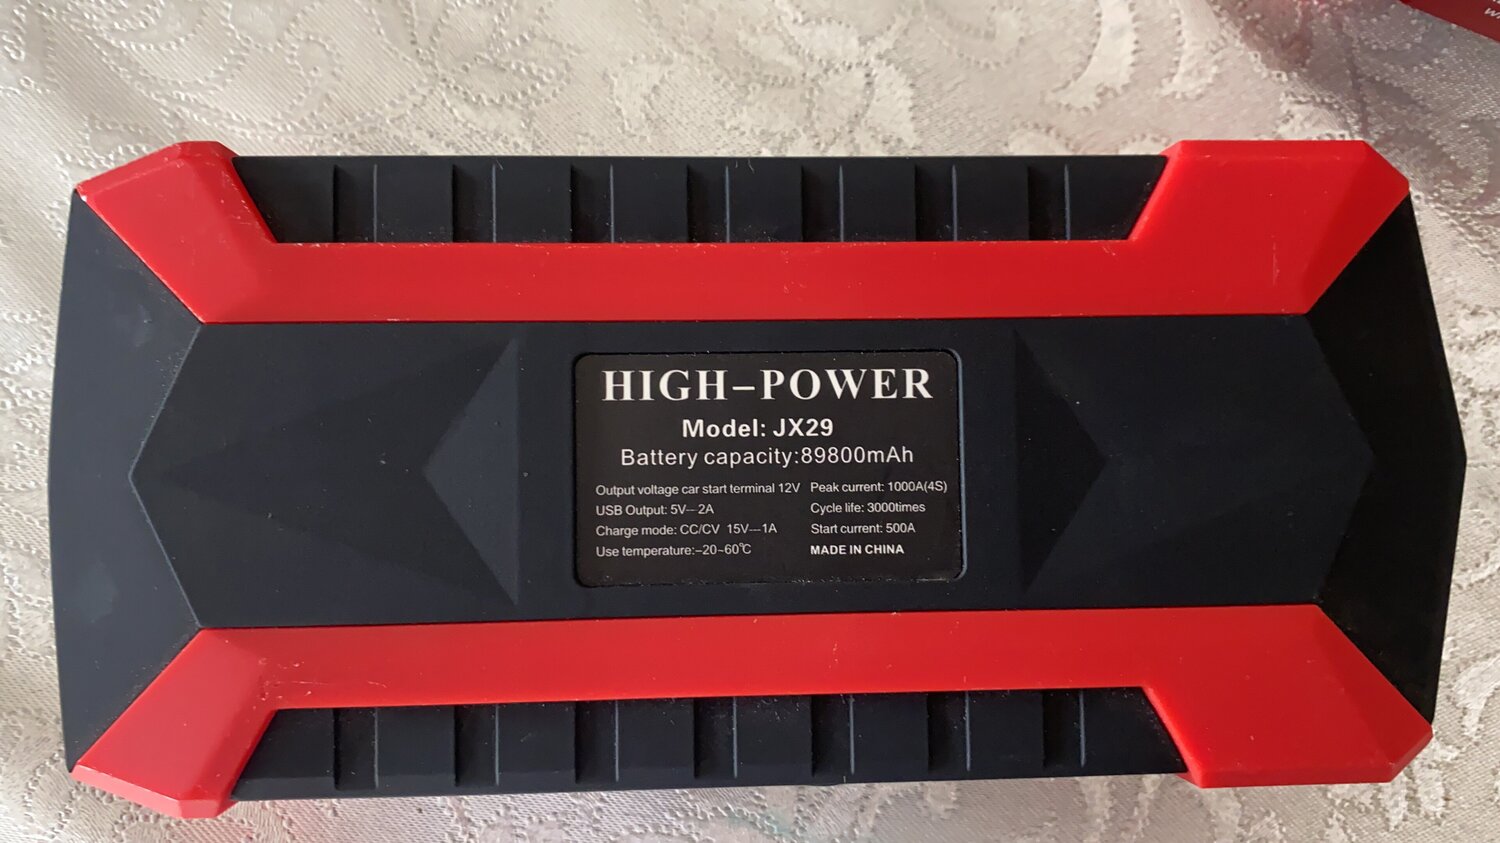 HIGH-POWER
Model: JX29
Battery capacity:89800mAh
Output voltage car start terminal 12V Peak current: 1000A(4S)
USB Output: 5V---2A Cycle life: 3000times
Charge mode: CC/CV 15V---1A Start current: 500A
Use temperature:-20~60℃ MADE IN CHINA